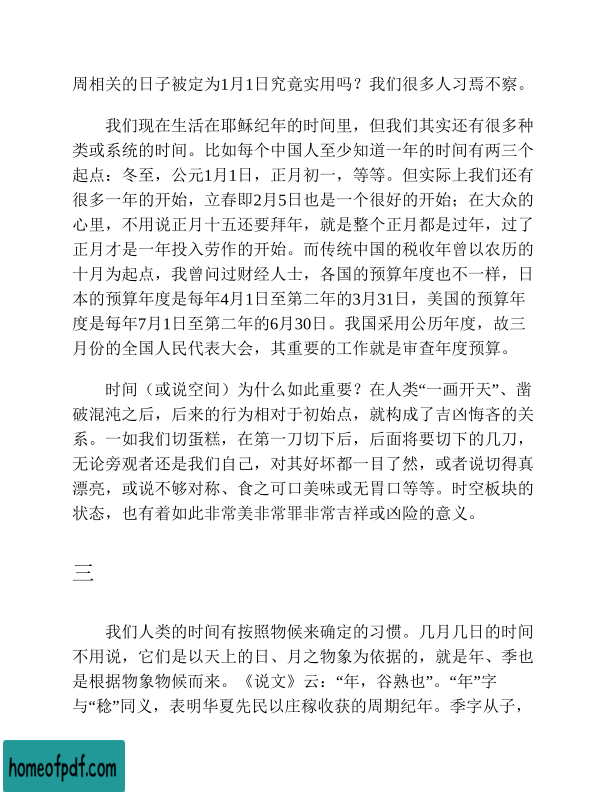 周相关的日子被定为1月1日究竟实用吗？我们很多人习焉不察。
我们现在生活在耶稣纪年的时间里，但我们其实还有很多种
类或系统的时间。比如每个中国人至少知道一年的时间有两三个
起点：冬至，公元1月1日，正月初一，等等。但实际上我们还有
很多一年的开始，立春即2月5日也是一个很好的开始；在大众的
心里，不用说正月十五还要拜年，就是整个正月都是过年，过了
正月才是一年投入劳作的开始。而传统中国的税收年曾以农历的
十月为起点，我曾问过财经人士，各国的预算年度也不一样，日
本的预算年度是每年4月1日至第二年的3月31日，美国的预算年
度是每年7月1日至第二年的6月30日。我国采用公历年度，故三
月份的全国人民代表大会，其重要的工作就是审查年度预算。
时间（或说空间）为什么如此重要？在人类“一画开天”、凿
破混沌之后，后来的行为相对于初始点，就构成了吉凶悔吝的关
系。一如我们切蛋糕，在第一刀切下后，后面将要切下的几刀，
无论旁观者还是我们自己，对其好坏都一目了然，或者说切得真
漂亮，或说不够对称、食之可口美味或无胃口等等。时空板块的
状态，也有着如此非常美非常罪非常吉祥或凶险的意义。
三
我们人类的时间有按照物候来确定的习惯。几月几日的时间
不用说，它们是以天上的日、月之物象为依据的，就是年、季也
是根据物象物候而来。《说文》云：“年，谷熟也”。“年”字
与“稔”同义，表明华夏先民以庄稼收获的周期纪年。季字从子，
homeofpdf.com